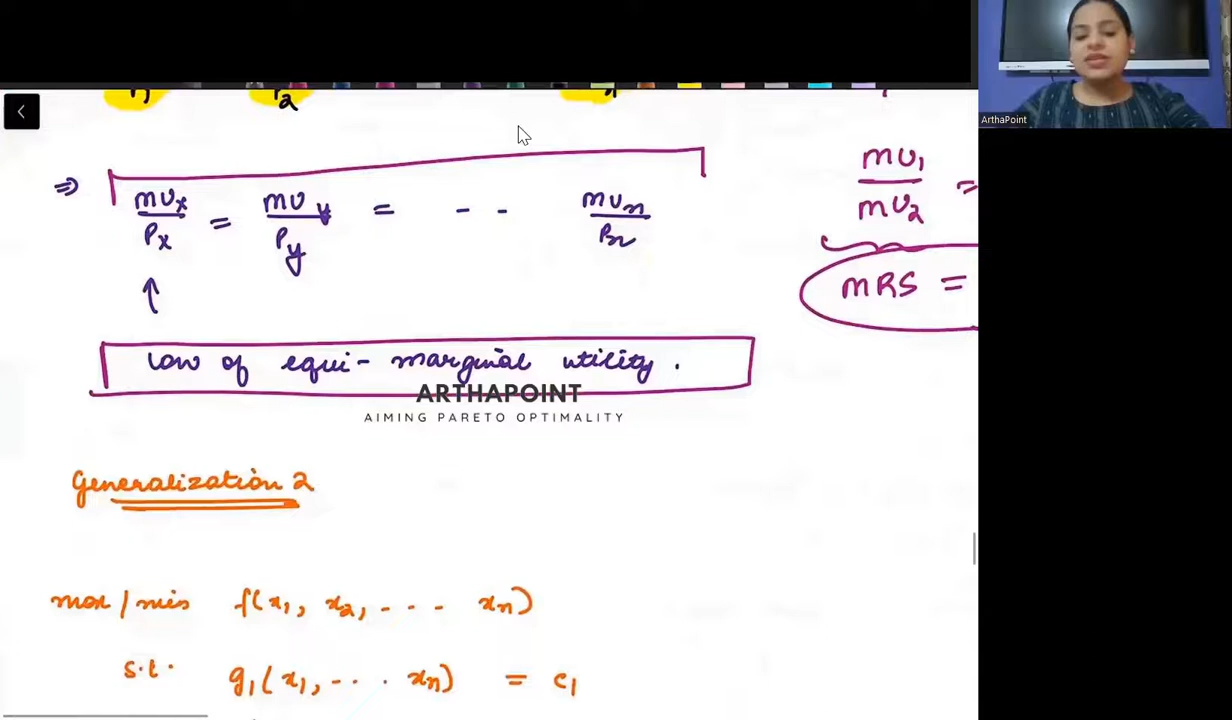 ⇒ MUx/Px = MUy/Py = - - MUn/Pn
MU1/MU2 =
MRS =
Law of equi-marginal utility.
ARTHAPOINT
AIMING PARETO OPTIMALITY
Generalization 2
max/min f(x1, x2, .... xn)
s.t. g1(x1, .... xn) = c1
ArthaPoint